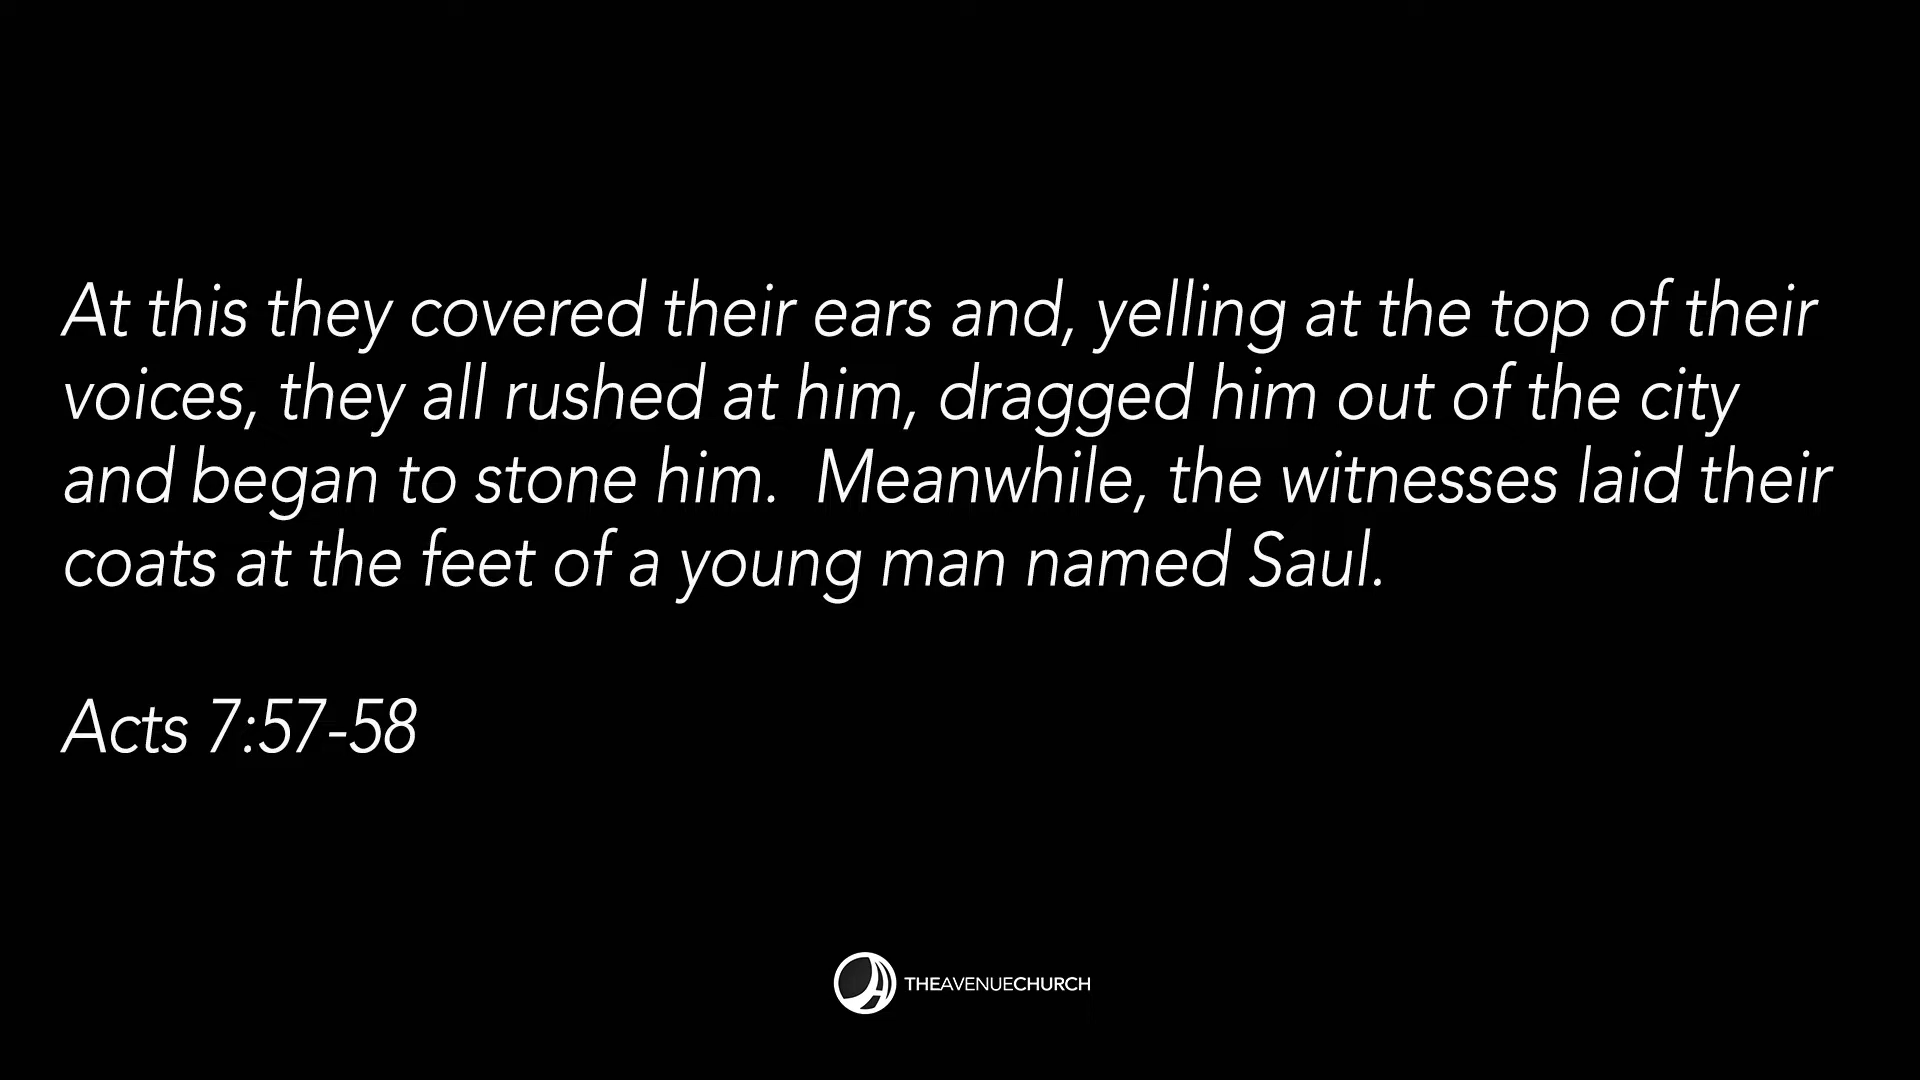 At this they covered their ears and, yelling at the top of their
voices, they all rushed at him, dragged him out of the city
and began to stone him.  Meanwhile, the witnesses laid their
coats at the feet of a young man named Saul.
Acts 7:57-58
THEAVENUECHURCH